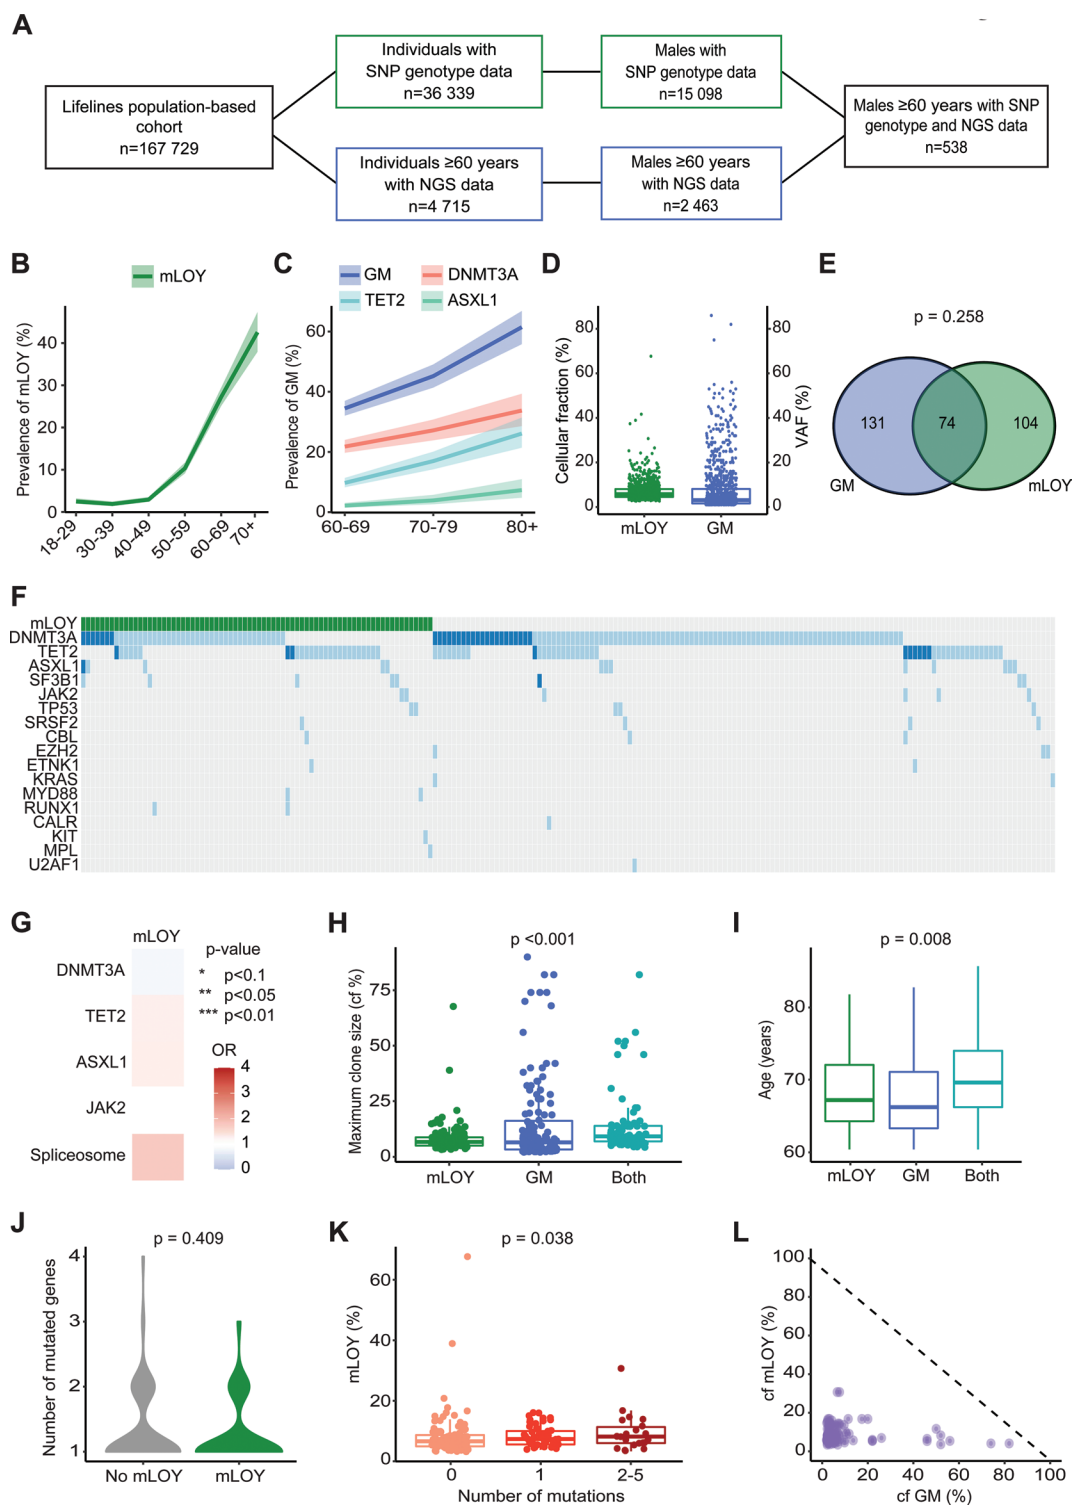 A
Lifelines population-based
cohort
n=167 729
Individuals with
SNP genotype data
n=36 339
Males with
SNP genotype data
n=15 098
Individuals ≥60 years
with NGS data
n=4 715
Males ≥60 years
with NGS data
n=2 463
Males ≥60 years with SNP
genotype and NGS data
n=538
B
mLOY
Prevalence of mLOY (%)
40
30
20
10
0
18-29
30-39
40-49
50-59
60-69
70+
C
GM
DNMT3A
TET2
ASXL1
Prevalence of GM (%)
60
40
20
0
60-69
70-79
80+
D
Cellular fraction (%)
80
60
40
20
0
80
60
40
20
0
VAF (%)
mLOY
GM
E
p = 0.258
131
74
104
GM
mLOY
F
mLOY
DNMT3A
TET2
ASXL1
SF3B1
JAK2
TP53
SRSF2
CBL
EZH2
ETNK1
KRAS
MYD88
RUNX1
CALR
KIT
MPL
U2AF1
G
mLOY
DNMT3A
TET2
ASXL1
JAK2
Spliceosome
p-value
* p<0.1
** p<0.05
*** p<0.01
OR
4
3
2
1
0
H
p <0.001
Maximum clone size (cf %)
75
50
25
0
mLOY
GM
Both
I
p = 0.008
Age (years)
80
70
60
mLOY
GM
Both
J
p = 0.409
Number of mutated genes
4
3
2
1
No mLOY
mLOY
K
p = 0.038
mLOY (%)
60
40
20
0
0
1
2-5
Number of mutations
L
cf mLOY (%)
100
80
60
40
20
0
0
20
40
60
80
100
cf GM (%)